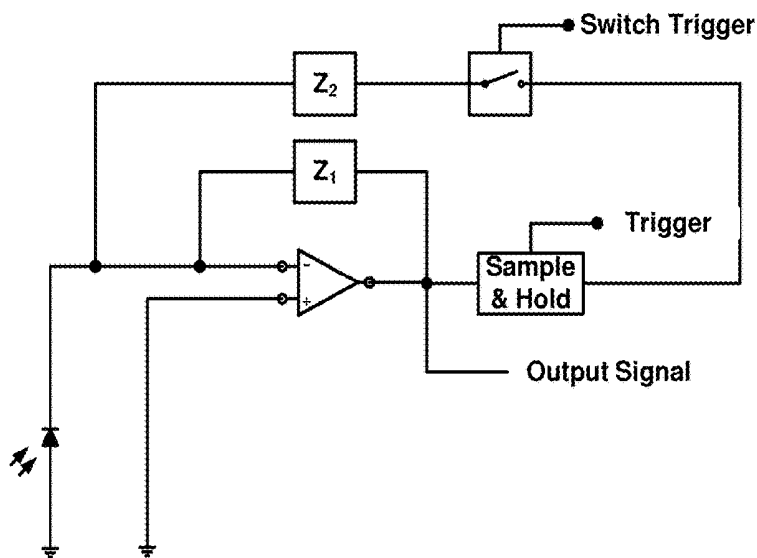 Switch Trigger
Z2
Z1
Trigger
-
+
Sample
& Hold
Output Signal